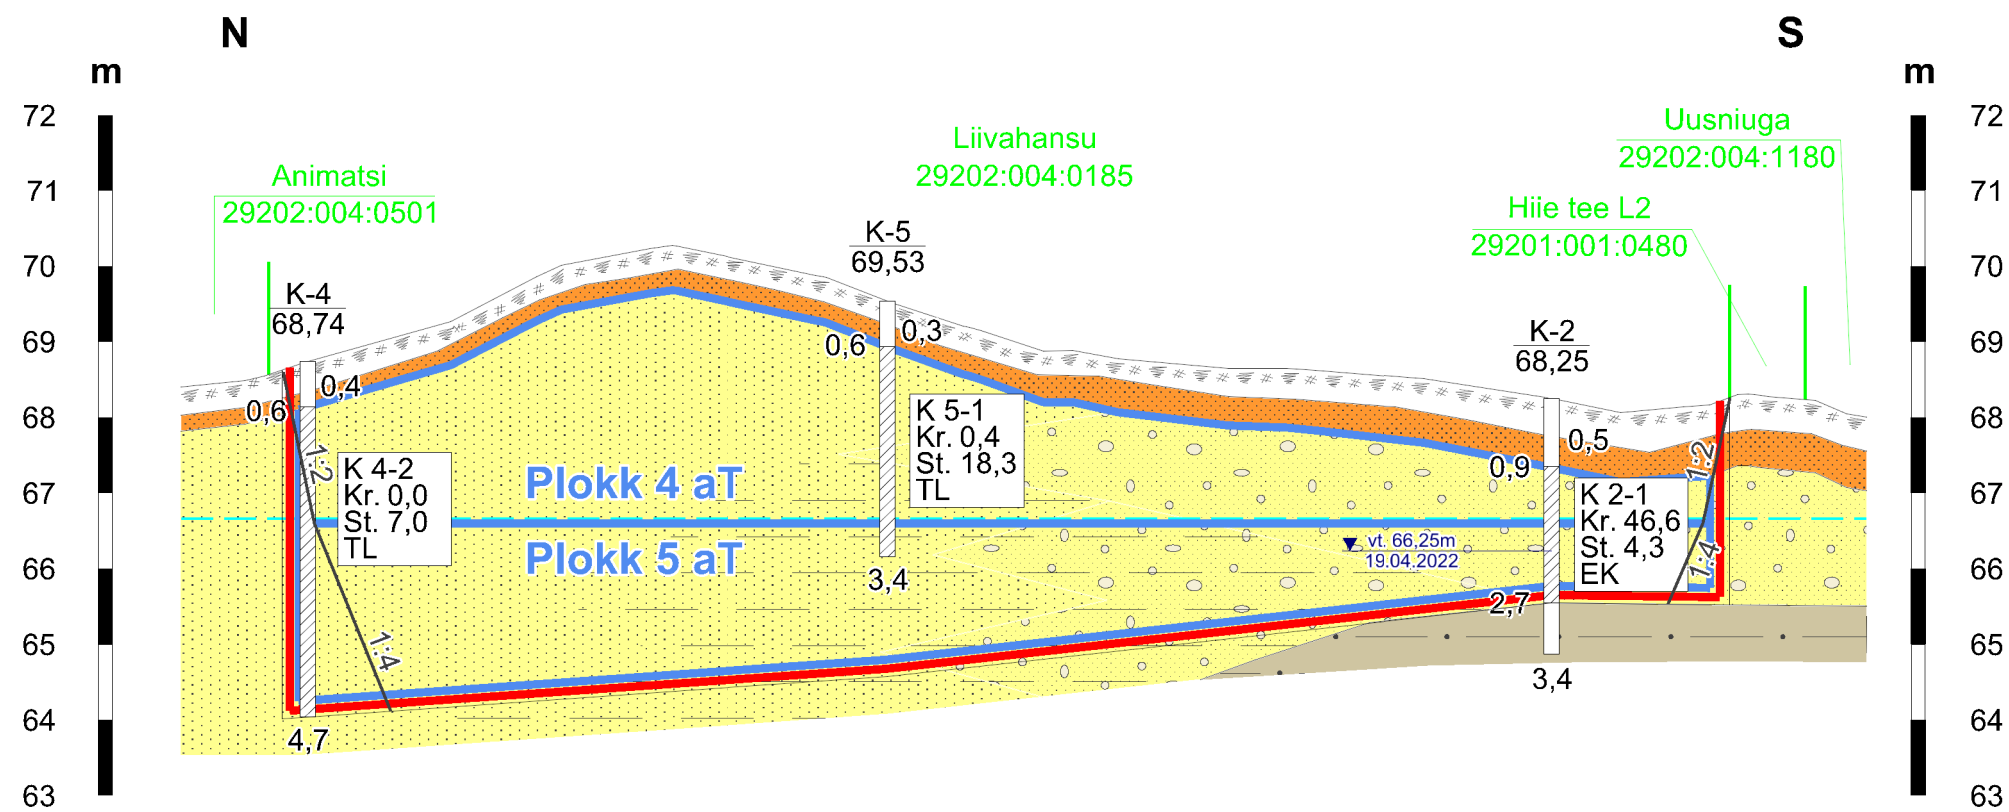 N
S
m
m
72
71
70
69
68
67
66
65
64
63
72
71
70
69
68
67
66
65
64
63
Animatsi
29202:004:0501
Liivahansu
29202:004:0185
Uusniuga
29202:004:1180
Hiie tee L2
29201:001:0480
K-4
68,74
K-5
69,53
K-2
68,25
0,4
0,6
0,3
0,6
0,5
0,9
1:2
1:4
1:2
1:4
K 4-2
Kr. 0,0
St. 7,0
TL
K 5-1
Kr. 0,4
St. 18,3
TL
K 2-1
Kr. 46,6
St. 4,3
EK
Plokk 4 aT
Plokk 5 aT
vt. 66,25m
19.04.2022
3,4
2,7
3,4
4,7